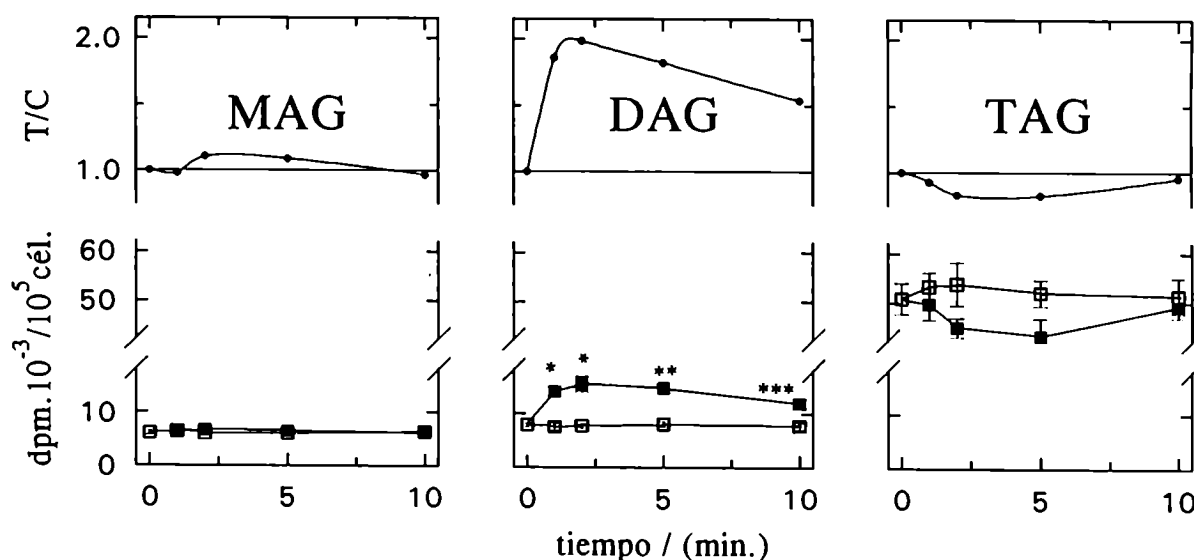 2.0
T/C
1.0
MAG
DAG
TAG
60
50
dpm.10⁻³/10⁵cél.
10
0
* * ** ***
0 5 10
0 5 10
0 5 10
tiempo / (min.)